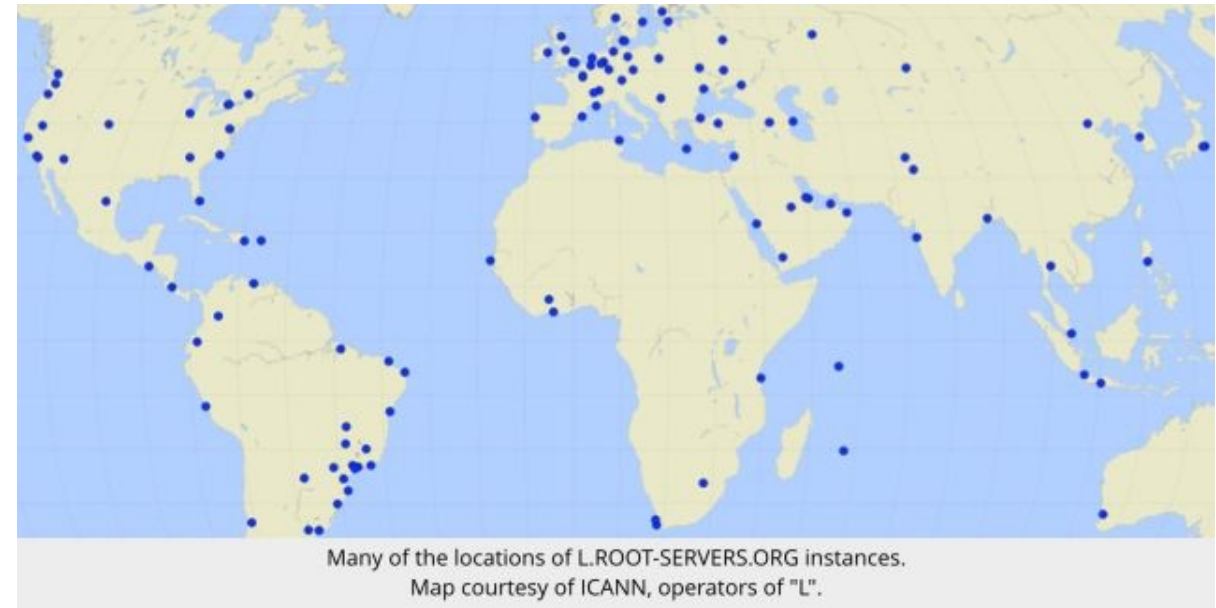 Many of the locations of L.ROOT-SERVERS.ORG instances.
Map courtesy of ICANN, operators of "L".